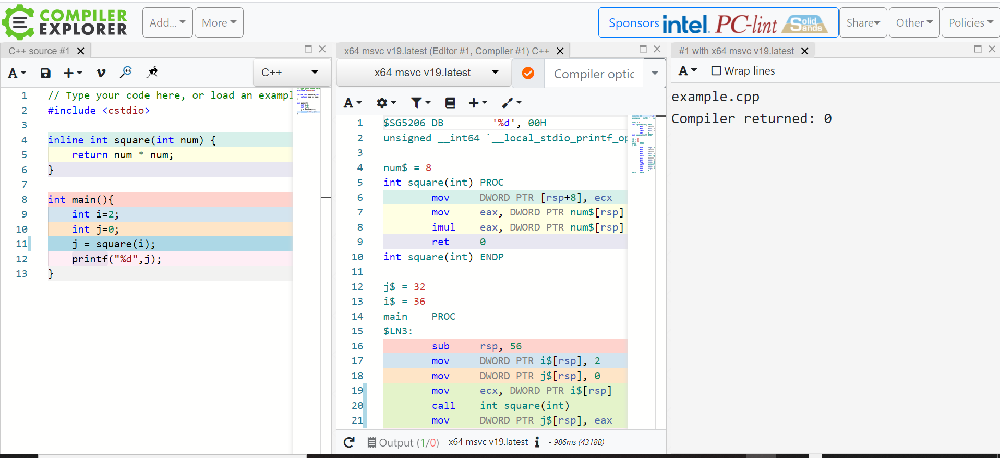 COMPILER
EXPLORER
Add...
More
Sponsors intel. PC-lint Solid Sands
Share
Other
Policies
C++ source #1
A
C++
1 // Type your code here, or load an exampl
2 #include <cstdio>
3
4 inline int square(int num) {
5 return num * num;
6 }
7
8 int main(){
9 int i=2;
10 int j=0;
11 j = square(i);
12 printf("%d",j);
13 }
x64 msvc v19.latest (Editor #1, Compiler #1) C++
x64 msvc v19.latest
Compiler optic
A
1 $SG5206 DB '%d', 00H
2 unsigned __int64 `__local_stdio_printf_op
3
4 num$ = 8
5 int square(int) PROC
6 mov DWORD PTR [rsp+8], ecx
7 mov eax, DWORD PTR num$[rsp]
8 imul eax, DWORD PTR num$[rsp]
9 ret 0
10 int square(int) ENDP
11
12 j$ = 32
13 i$ = 36
14 main PROC
15 $LN3:
16 sub rsp, 56
17 mov DWORD PTR i$[rsp], 2
18 mov DWORD PTR j$[rsp], 0
19 mov ecx, DWORD PTR i$[rsp]
20 call int square(int)
21 mov DWORD PTR j$[rsp], eax
Output (1/0) x64 msvc v19.latest i - 986ms (4318B)
#1 with x64 msvc v19.latest
A Wrap lines
example.cpp
Compiler returned: 0